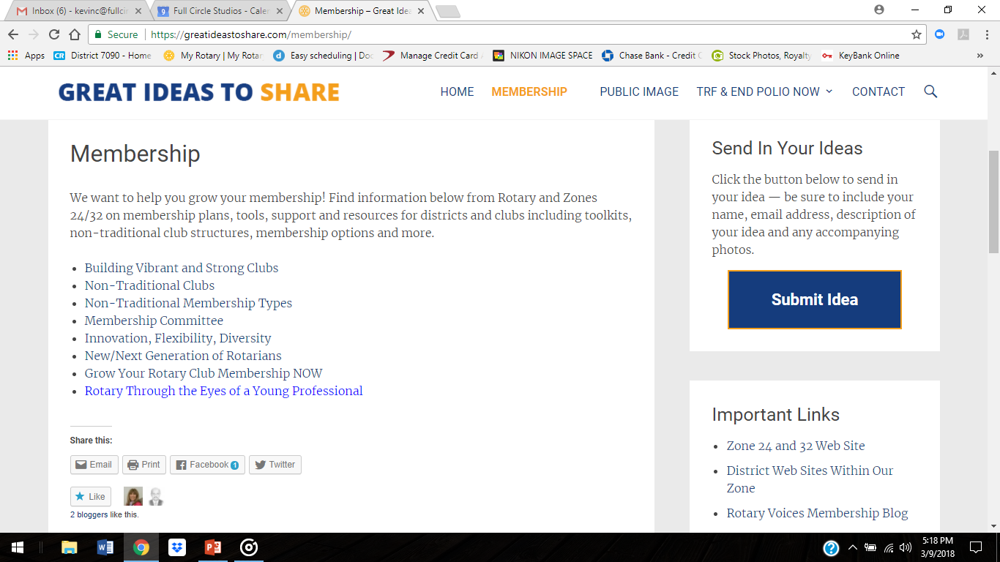 Inbox (6) - kevinc@fullcir
Full Circle Studios - Cale
Membership – Great Idea
Secure
https://greatideastoshare.com/membership/
Apps
District 7090 - Home
My Rotary | My Rotar
Easy scheduling | Doo
Manage Credit Card A
NIKON IMAGE SPACE
Chase Bank - Credit C
Stock Photos, Royalty
KeyBank Online
GREAT IDEAS TO SHARE
HOME
MEMBERSHIP
PUBLIC IMAGE
TRF & END POLIO NOW
CONTACT
Membership
We want to help you grow your membership! Find information below from Rotary and Zones
24/32 on membership plans, tools, support and resources for districts and clubs including toolkits,
non-traditional club structures, membership options and more.
• Building Vibrant and Strong Clubs
• Non-Traditional Clubs
• Non-Traditional Membership Types
• Membership Committee
• Innovation, Flexibility, Diversity
• New/Next Generation of Rotarians
• Grow Your Rotary Club Membership NOW
• Rotary Through the Eyes of a Young Professional
Share this:
Email
Print
Facebook 1
Twitter
Like
2 bloggers like this.
Send In Your Ideas
Click the button below to send in
your idea — be sure to include your
name, email address, description of
your idea and any accompanying
photos.
Submit Idea
Important Links
• Zone 24 and 32 Web Site
• District Web Sites Within Our
Zone
• Rotary Voices Membership Blog
5:18 PM
3/9/2018